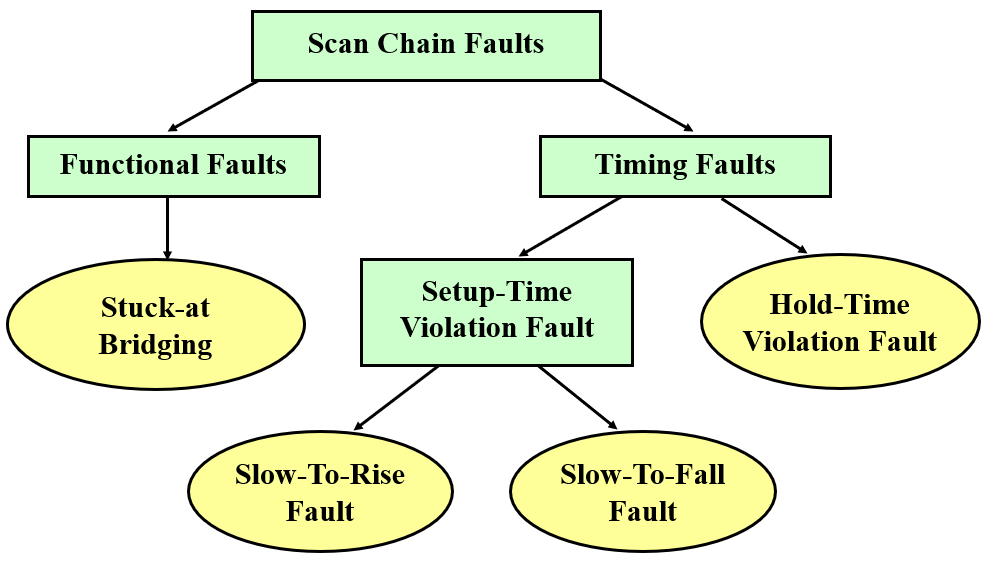 Scan Chain Faults
Functional Faults
Timing Faults
Stuck-at
Bridging
Setup-Time
Violation Fault
Hold-Time
Violation Fault
Slow-To-Rise
Fault
Slow-To-Fall
Fault